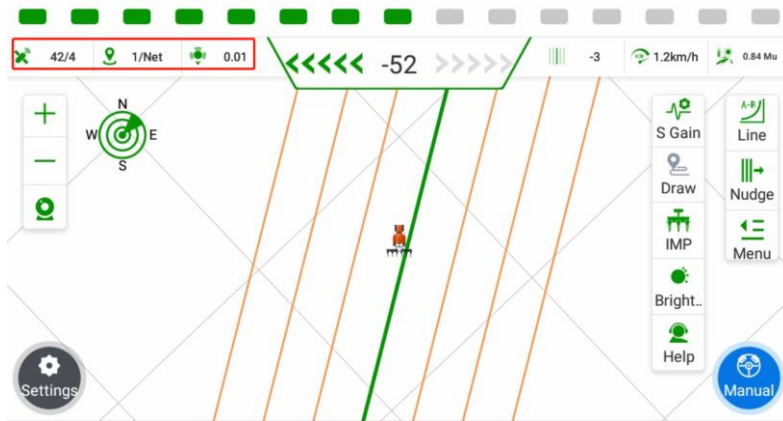 42/4 1/Net 0.01 -52 -3 1.2km/h 0.84 Mu
KM
N
W E
S
S Gain
Draw
IMP
Bright..
Help
A-B
Line
Nudge
Menu
Settings
Manual